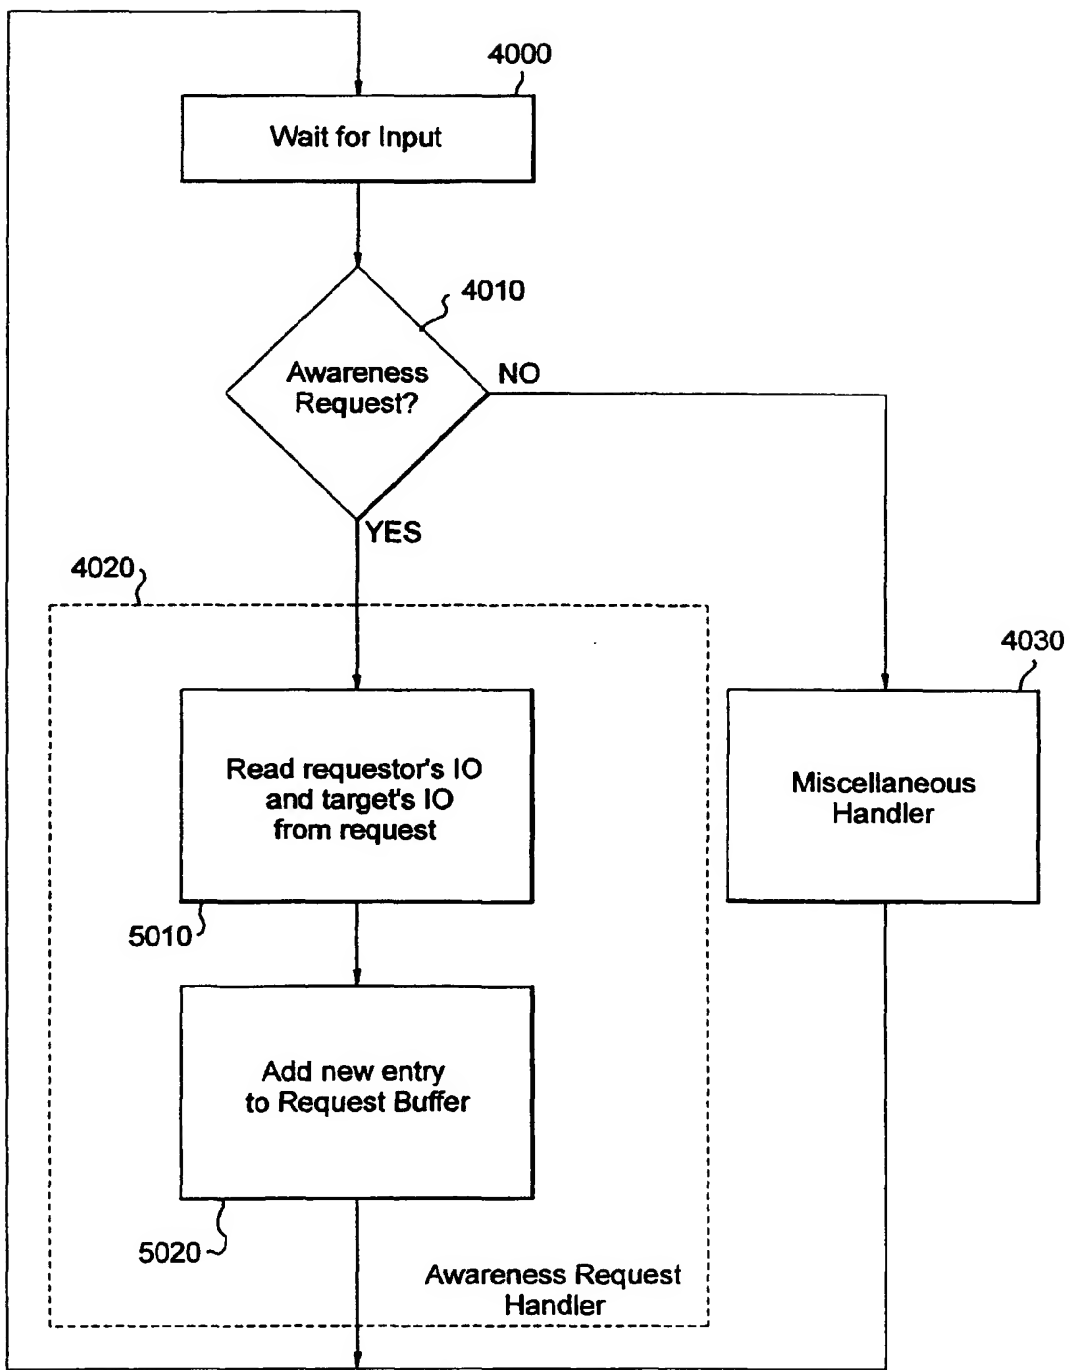 4000
Wait for Input
4010
Awareness
Request?
NO
YES
4020
4030
Read requestor's IO
and target's IO
from request
Miscellaneous
Handler
5010
Add new entry
to Request Buffer
5020
Awareness Request
Handler